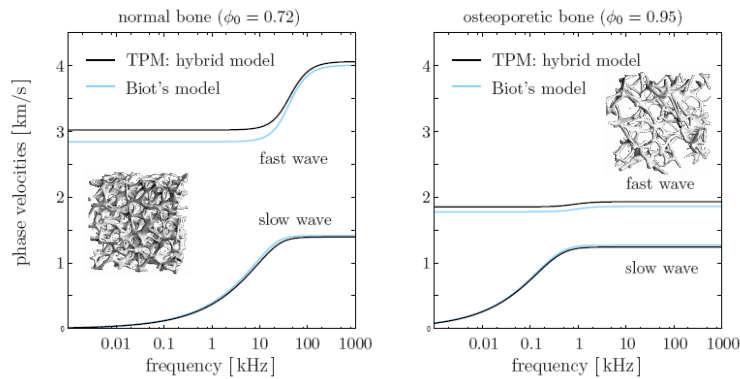 normal bone (ϕ0 = 0.72)
osteoporetic bone (ϕ0 = 0.95)
phase velocities [km/s]
4
3
2
1
0
TPM: hybrid model
Biot's model
fast wave
slow wave
0.01 0.1 1 10 100 1000
frequency [kHz]
4
3
2
1
0
TPM: hybrid model
Biot's model
fast wave
slow wave
0.01 0.1 1 10 100 1000
frequency [kHz]